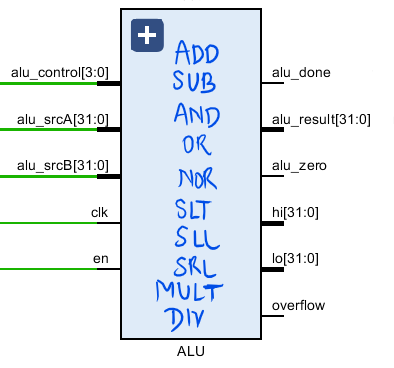 alu_control[3:0]
alu_srcA[31:0]
alu_srcB[31:0]
clk
en
ADD
SUB
AND
OR
NOR
SLT
SLL
SRL
MULT
DIV
alu_done
alu_result[31:0]
alu_zero
hi[31:0]
lo[31:0]
overflow
ALU